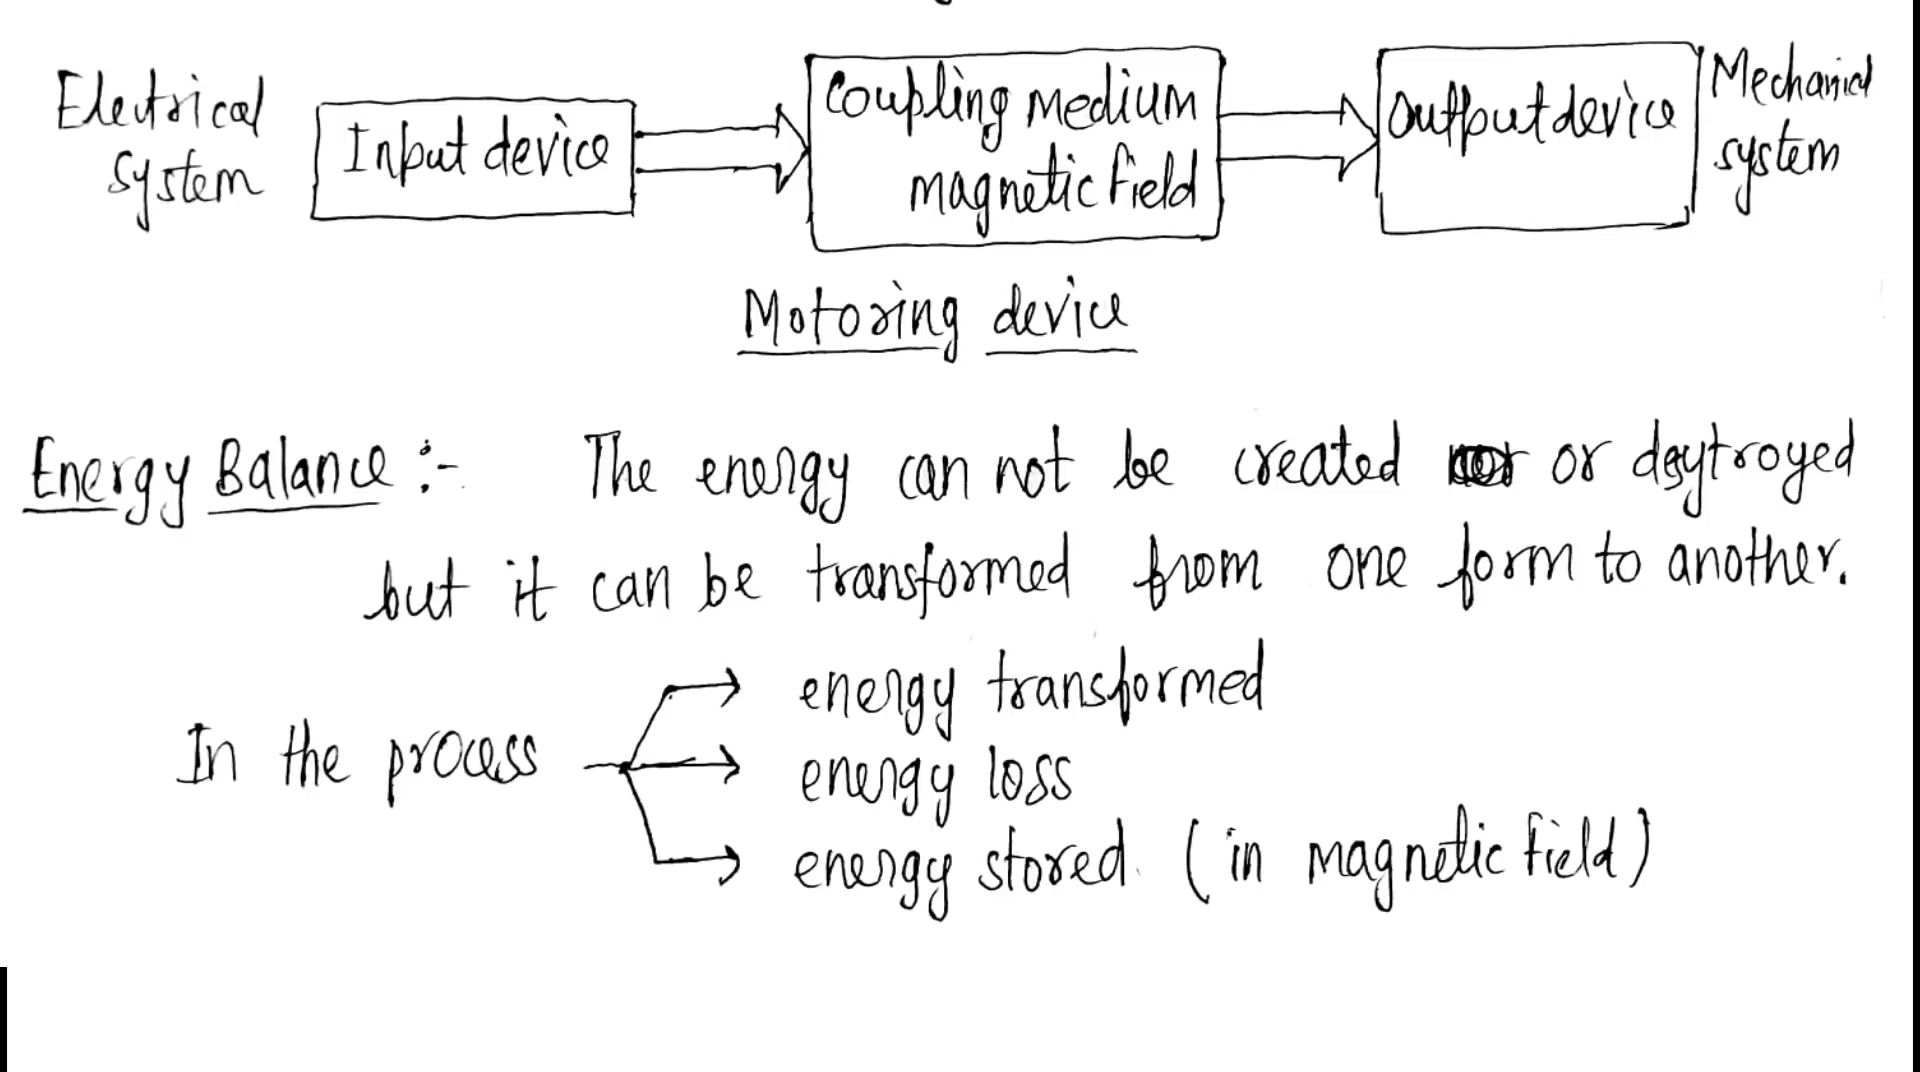 Electrical
system
Input device
Coupling medium
magnetic field
Output device
Mechanical
system
Motoring device
Energy Balance :- The energy can not be created or destroyed
but it can be transformed from one form to another.
In the process
energy transformed
energy loss
energy stored. (in magnetic field)